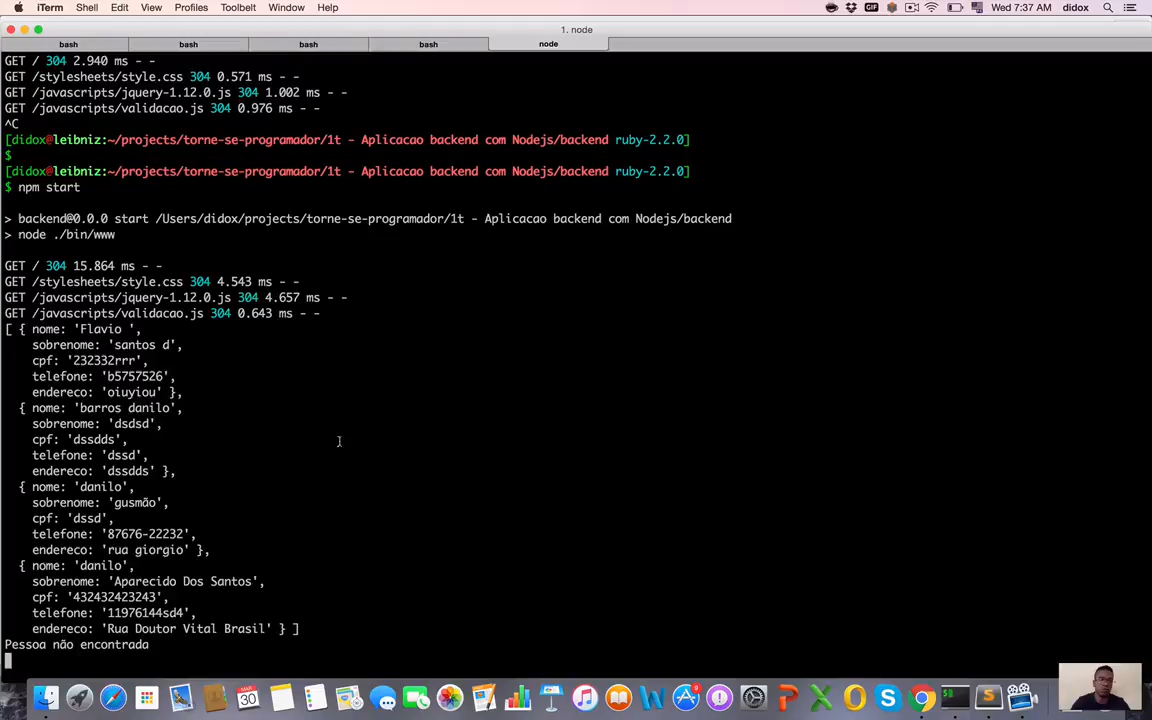 iTerm Shell Edit View Profiles Toolbelt Window Help GIF Wed 7:37 AM didox
1. node
bash bash bash bash node
GET / 304 2.940 ms - -
GET /stylesheets/style.css 304 0.571 ms - -
GET /javascripts/jquery-1.12.0.js 304 1.002 ms - -
GET /javascripts/validacao.js 304 0.976 ms - -
^C
[didox@leibniz:~/projects/torne-se-programador/1t - Aplicacao backend com Nodejs/backend ruby-2.2.0]
$
[didox@leibniz:~/projects/torne-se-programador/1t - Aplicacao backend com Nodejs/backend ruby-2.2.0]
$ npm start
> backend@0.0.0 start /Users/didox/projects/torne-se-programador/1t - Aplicacao backend com Nodejs/backend
> node ./bin/www
GET / 304 15.864 ms - -
GET /stylesheets/style.css 304 4.543 ms - -
GET /javascripts/jquery-1.12.0.js 304 4.657 ms - -
GET /javascripts/validacao.js 304 0.643 ms - -
[ { nome: 'Flavio ',
sobrenome: 'santos d',
cpf: '232332rrr',
telefone: 'b5757526',
endereco: 'oiuyiou' },
{ nome: 'barros danilo',
sobrenome: 'dsdsd',
cpf: 'dssdds',
telefone: 'dssd',
endereco: 'dssdds' },
{ nome: 'danilo',
sobrenome: 'gusmão',
cpf: 'dssd',
telefone: '87676-22232',
endereco: 'rua giorgio' },
{ nome: 'danilo',
sobrenome: 'Aparecido Dos Santos',
cpf: '432432423243',
telefone: '11976144sd4',
endereco: 'Rua Doutor Vital Brasil' } ]
Pessoa não encontrada